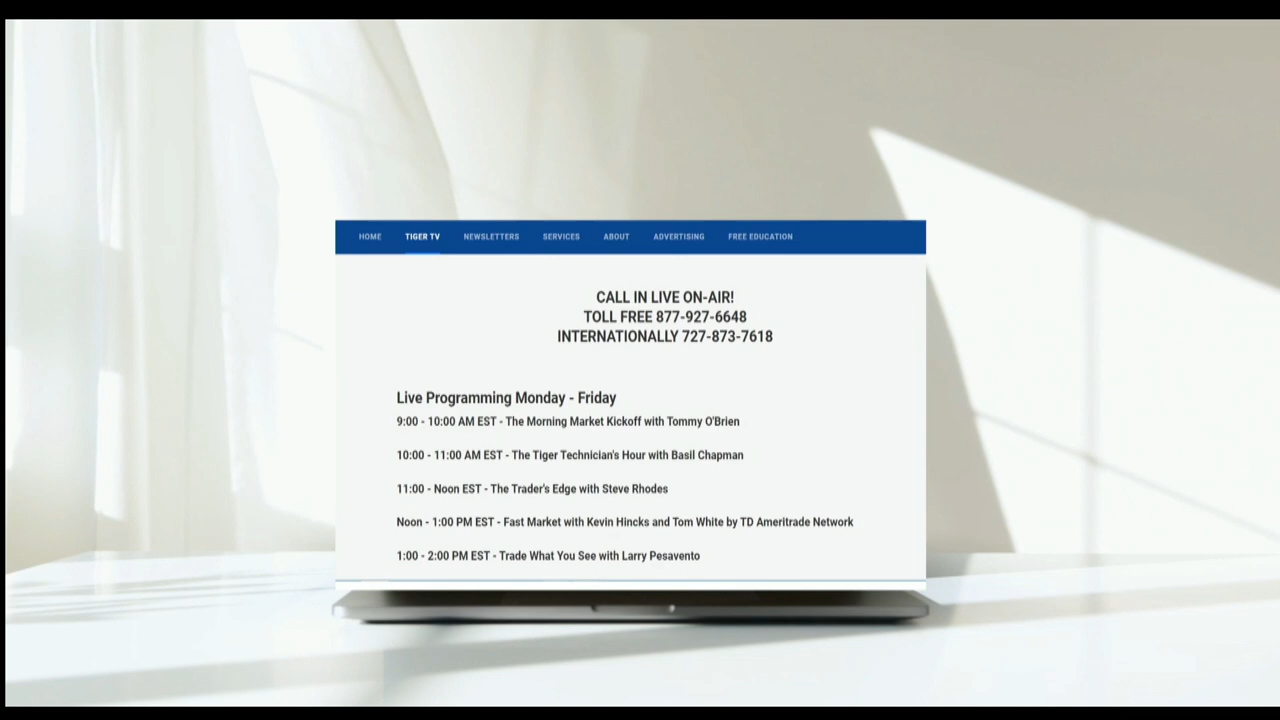 HOME TIGER TV NEWSLETTERS SERVICES ABOUT ADVERTISING FREE EDUCATION
CALL IN LIVE ON-AIR!
TOLL FREE 877-927-6648
INTERNATIONALLY 727-873-7618
Live Programming Monday - Friday
9:00 - 10:00 AM EST - The Morning Market Kickoff with Tommy O'Brien
10:00 - 11:00 AM EST - The Tiger Technician's Hour with Basil Chapman
11:00 - Noon EST - The Trader's Edge with Steve Rhodes
Noon - 1:00 PM EST - Fast Market with Kevin Hincks and Tom White by TD Ameritrade Network
1:00 - 2:00 PM EST - Trade What You See with Larry Pesavento